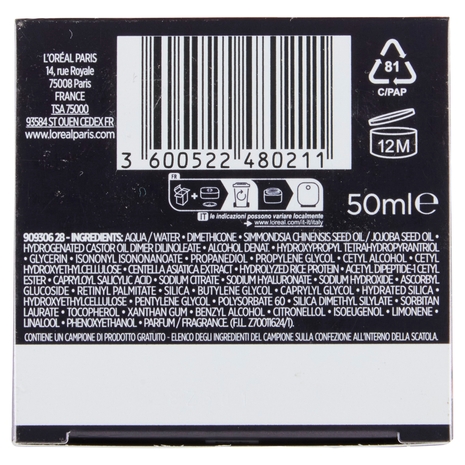 L'ORÉAL PARIS
14, rue Royale
75008 Paris
FRANCE
TSA 75000
93584 ST OUEN CEDEX FR
www.lorealparis.com
3 600522 480211
81
C/PAP
12M
FR
IT le indicazioni possono variare localmente
www.loreal.com/it-it/cycle
50ml e
909306 28 - INGREDIENTS: AQUA / WATER • DIMETHICONE • SIMMONDSIA CHINENSIS SEED OIL / JOJOBA SEED OIL •
HYDROGENATED CASTOR OIL DIMER DILINOLEATE • ALCOHOL DENAT. • HYDROXYPROPYL TETRAHYDROPYRANTRIOL
• GLYCERIN • ISONONYL ISONONANOATE • PROPANEDIOL • PROPYLENE GLYCOL • CETYL ALCOHOL • CETYL
HYDROXYETHYLCELLULOSE • CENTELLA ASIATICA EXTRACT • HYDROLYZED RICE PROTEIN • ACETYL DIPEPTIDE-1 CETYL
ESTER • CAPRYLOYL SALICYLIC ACID • SODIUM CITRATE • SODIUM HYALURONATE • SODIUM HYDROXIDE • ASCORBYL
GLUCOSIDE • RETINYL PALMITATE • SILICA • BUTYLENE GLYCOL • CAPRYLYL GLYCOL • HYDRATED SILICA •
HYDROXYETHYLCELLULOSE • PENTYLENE GLYCOL • POLYSORBATE 60 • SILICA DIMETHYL SILYLATE • SORBITAN
LAURATE • TOCOPHEROL • XANTHAN GUM • BENZYL ALCOHOL • CITRONELLOL • ISOEUGENOL • LIMONENE •
LINALOOL • PHENOXYETHANOL • PARFUM / FRAGRANCE. (F.I.L. Z70011624/1).
CONTIENE UN CAMPIONE DI PRODOTTO GRATUITO - ELENCO DEGLI INGREDIENTI DEL CAMPIONE SULLA CONFEZIONE ALL'INTERNO DELLA SCATOLA